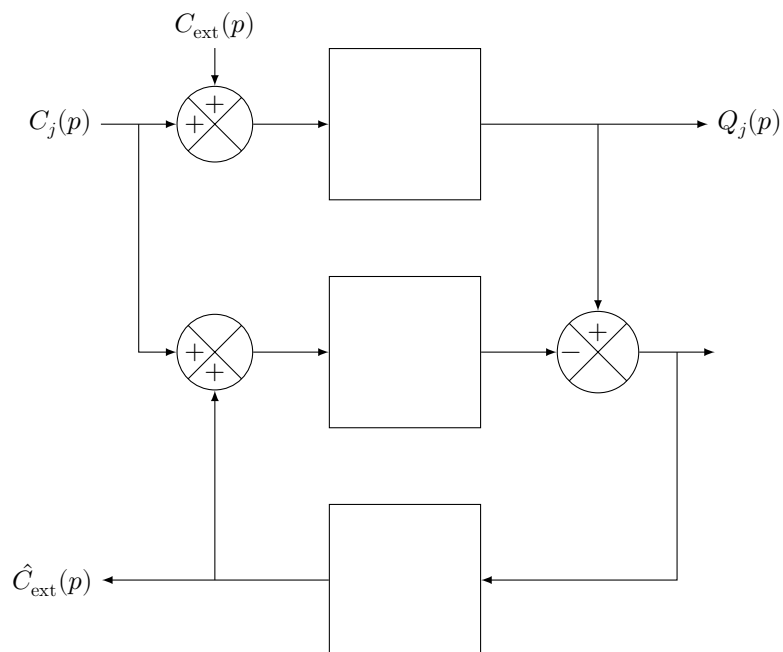 C_ext(p)
C_j(p)
+
+
Q_j(p)
+
+
+
−
Ĉ_ext(p)